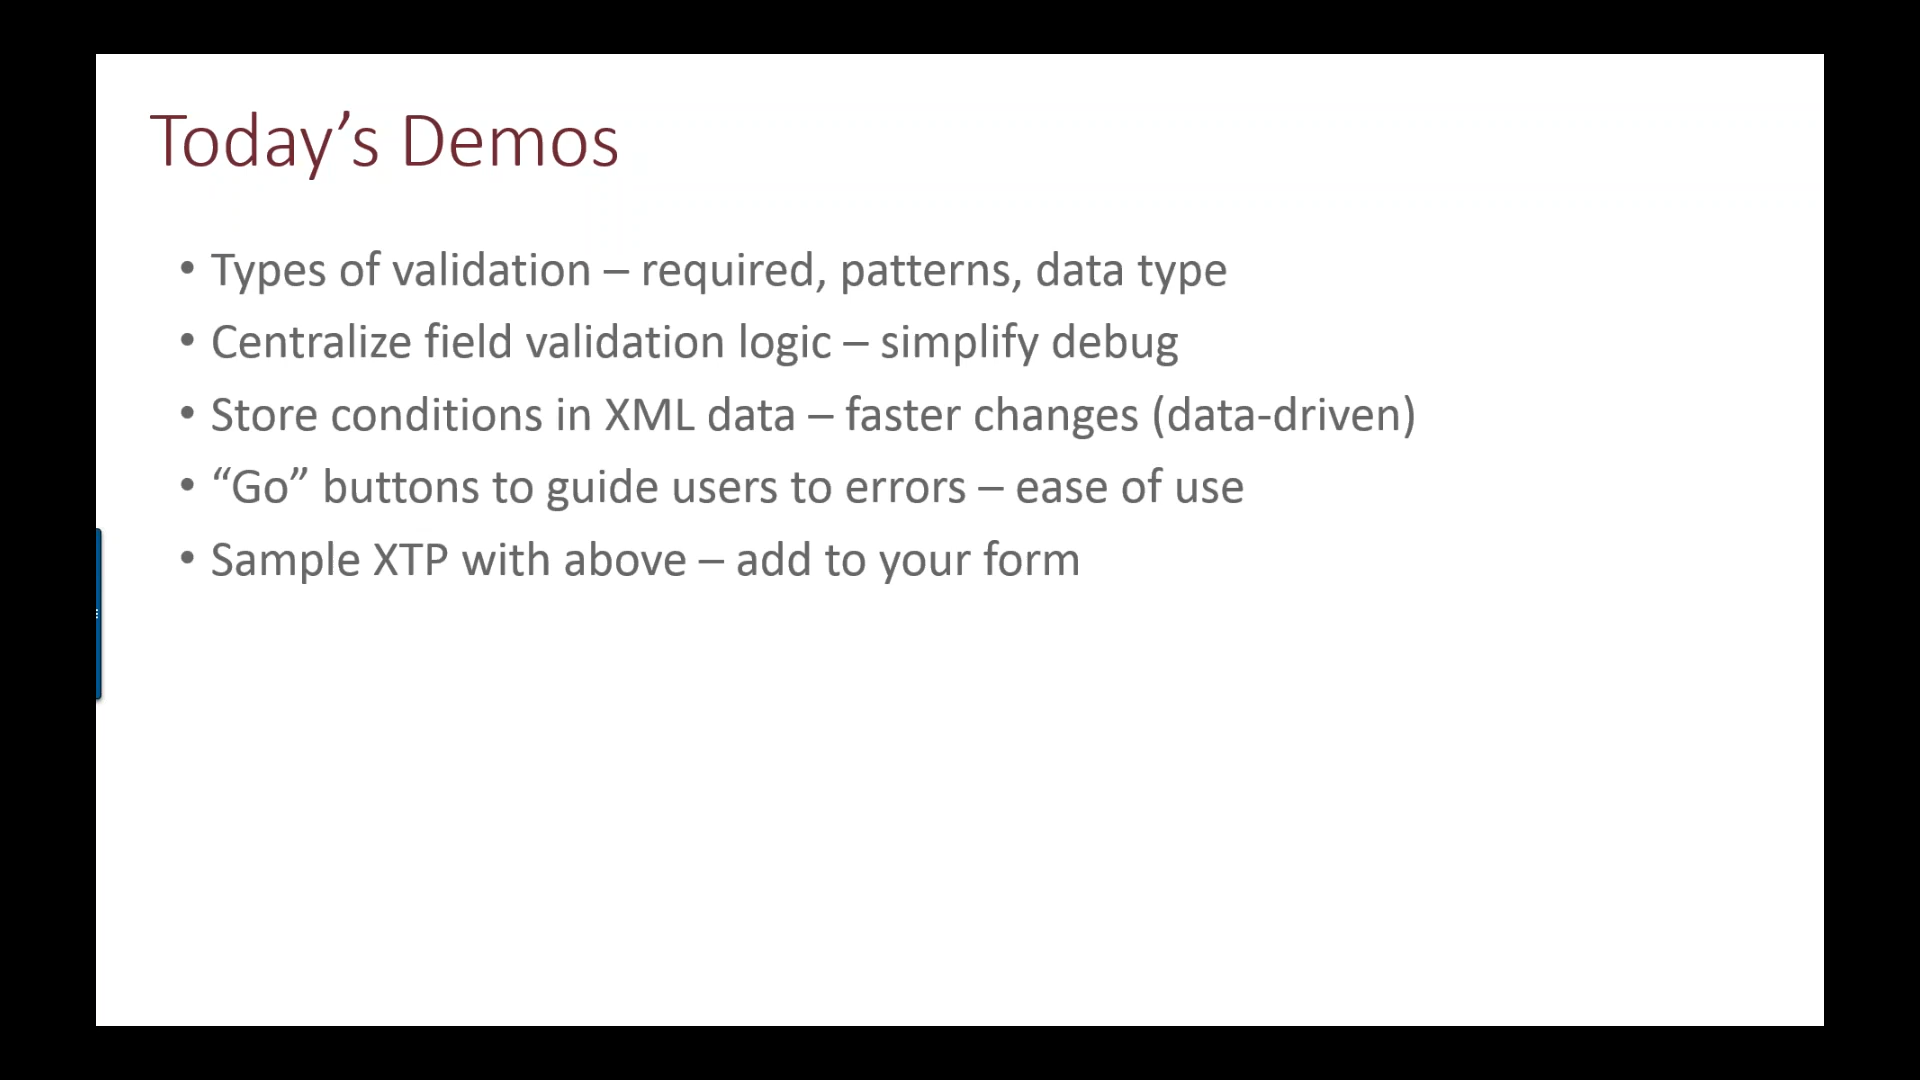 Today’s Demos
• Types of validation – required, patterns, data type
• Centralize field validation logic – simplify debug
• Store conditions in XML data – faster changes (data-driven)
• “Go” buttons to guide users to errors – ease of use
• Sample XTP with above – add to your form